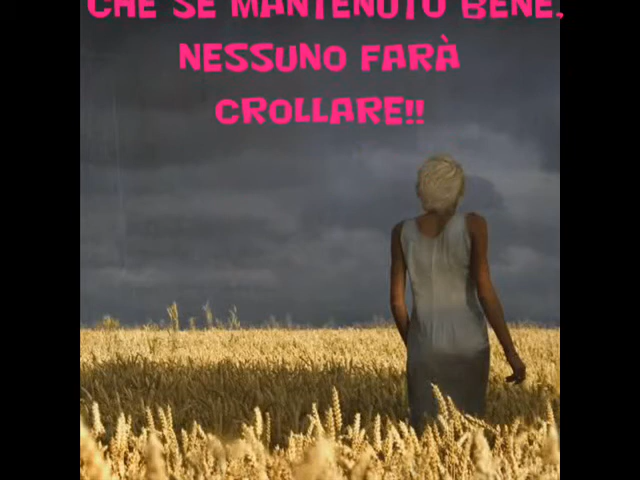 CHE SE MANTENUTO BENE,
NESSUNO FARÀ
CROLLARE!!